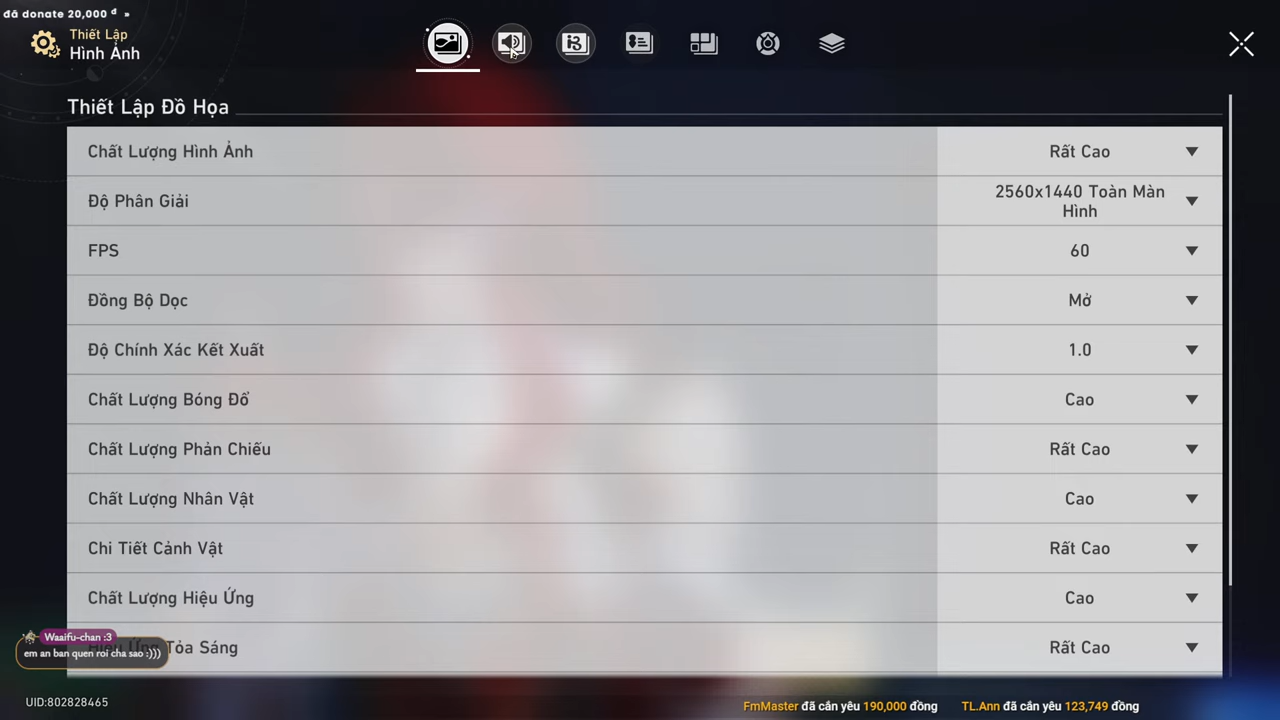 đã donate 20,000 đ
Thiết Lập
Hình Ảnh
Thiết Lập Đồ Họa
Chất Lượng Hình Ảnh
Rất Cao
Độ Phân Giải
2560x1440 Toàn Màn
Hình
FPS
60
Đồng Bộ Dọc
Mở
Độ Chính Xác Kết Xuất
1.0
Chất Lượng Bóng Đổ
Cao
Chất Lượng Phản Chiếu
Rất Cao
Chất Lượng Nhân Vật
Cao
Chi Tiết Cảnh Vật
Rất Cao
Chất Lượng Hiệu Ứng
Cao
Waaifu-chan :3
em an ban quen roi cha sao :)))
Hiệu Ứng Tỏa Sáng
Rất Cao
UID:802828465
FmMaster đã cắn yêu 190,000 đồng
TL.Ann đã cắn yêu 123,749 đồng